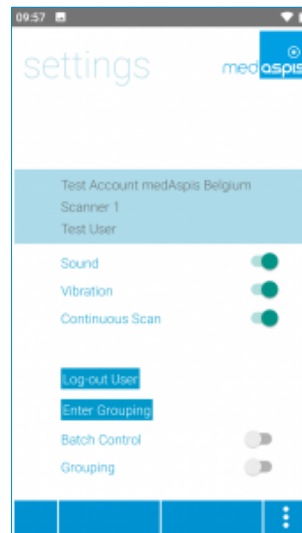 09:57
settings
medaspis
Test Account medAspis Belgium
Scanner 1
Test User
Sound
Vibration
Continuous Scan
Log-out User
Enter Grouping
Batch Control
Grouping